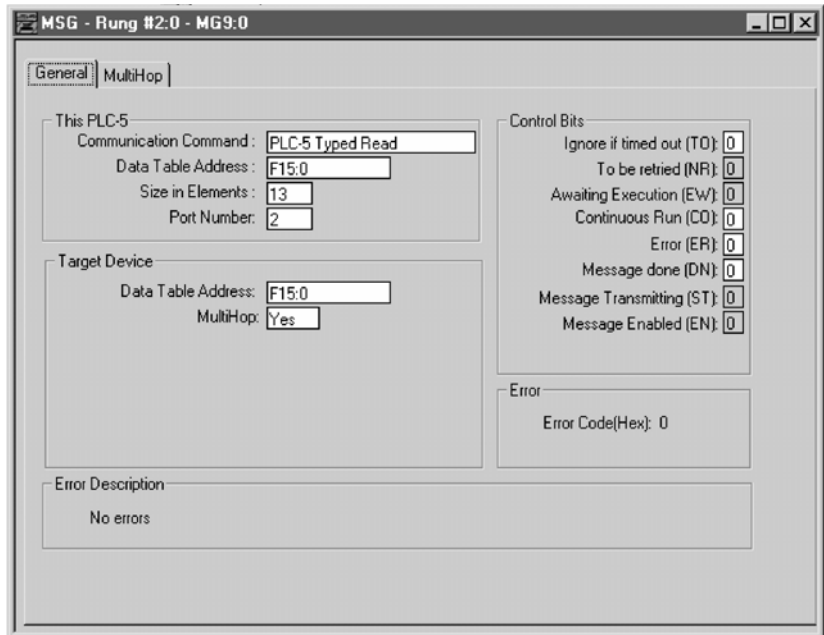 MSG - Rung #2:0 - MG9:0
General
MultiHop
This PLC-5
Communication Command : PLC-5 Typed Read
Data Table Address : F15:0
Size in Elements : 13
Port Number: 2
Target Device
Data Table Address: F15:0
MultiHop: Yes
Control Bits
Ignore if timed out (TO): 0
To be retried (NR): 0
Awaiting Execution (EW): 0
Continuous Run (CO): 0
Error (ER): 0
Message done (DN): 0
Message Transmitting (ST): 0
Message Enabled (EN): 0
Error
Error Code(Hex): 0
Error Description
No errors